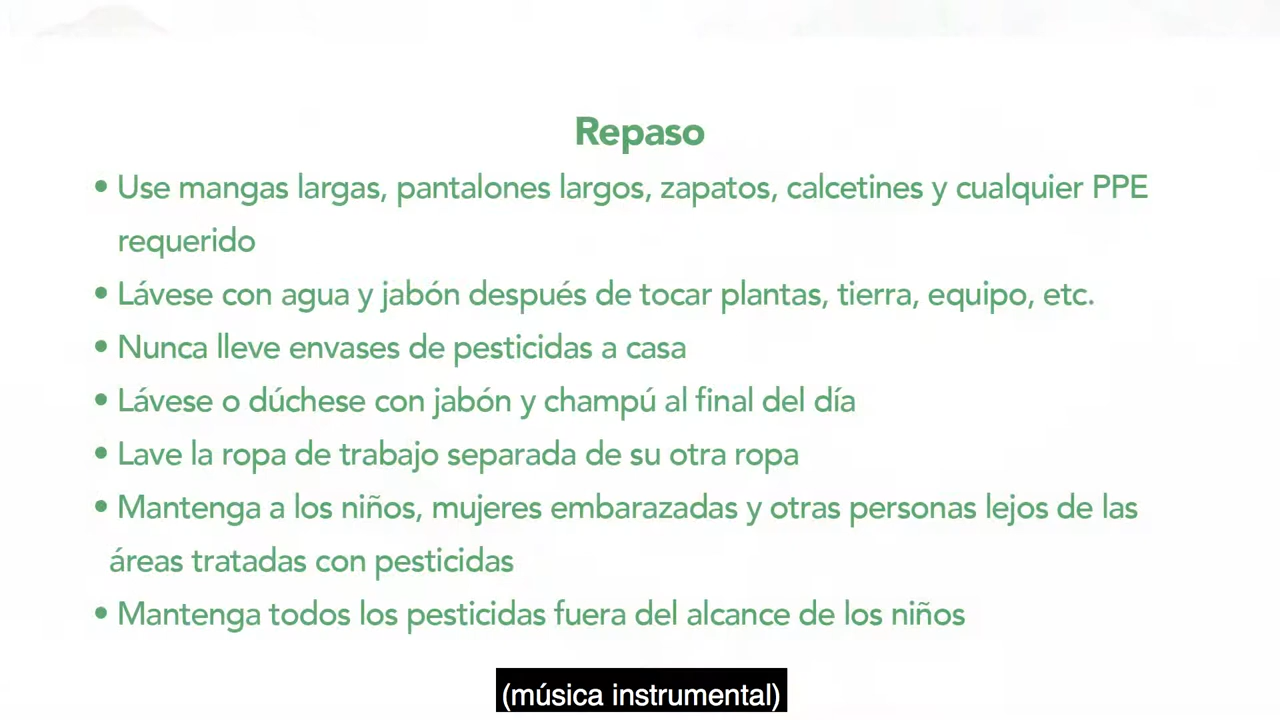 Repaso
• Use mangas largas, pantalones largos, zapatos, calcetines y cualquier PPE
requerido
• Lávese con agua y jabón después de tocar plantas, tierra, equipo, etc.
• Nunca lleve envases de pesticidas a casa
• Lávese o dúchese con jabón y champú al final del día
• Lave la ropa de trabajo separada de su otra ropa
• Mantenga a los niños, mujeres embarazadas y otras personas lejos de las
áreas tratadas con pesticidas
• Mantenga todos los pesticidas fuera del alcance de los niños
(música instrumental)